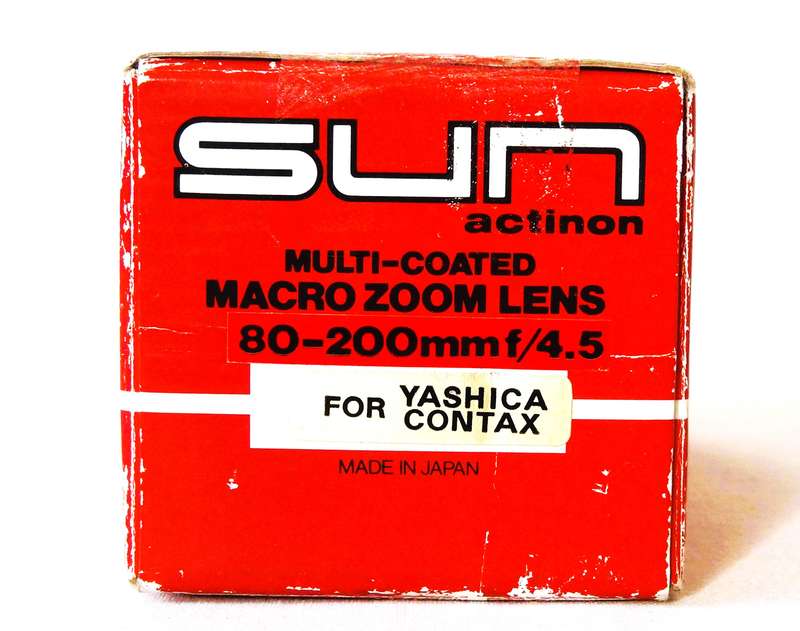 sun
actinon
MULTI-COATED
MACRO ZOOM LENS
80-200mm f/4.5
FOR YASHICA
CONTAX
MADE IN JAPAN